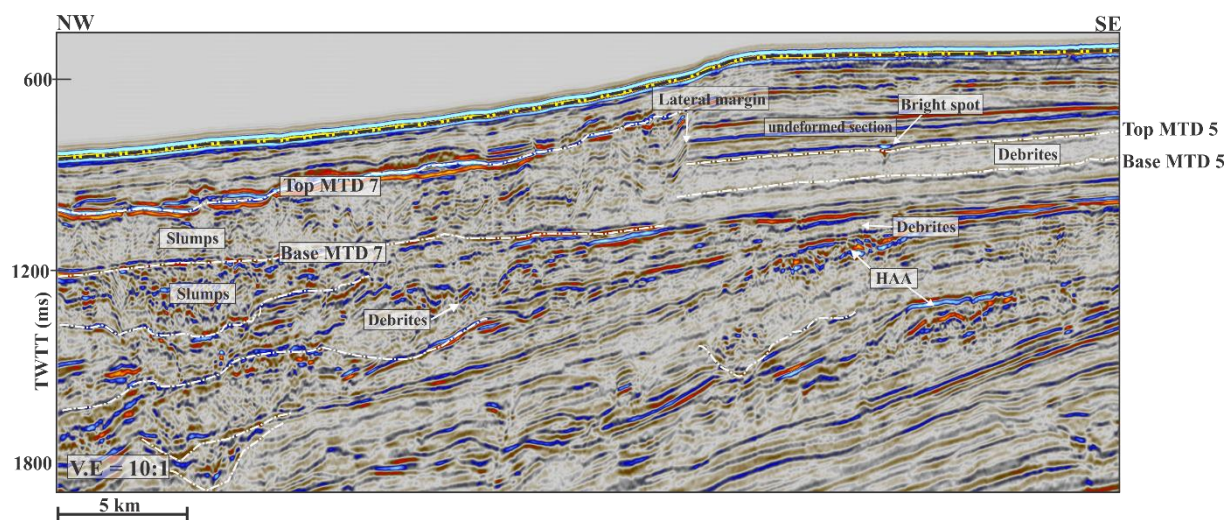 NW
SE
600
Lateral margin
Bright spot
undeformed section
Top MTD 5
Debrites
Base MTD 5
Top MTD 7
Slumps
Debrites
Base MTD 7
1200
HAA
Slumps
Debrites
TWTT (ms)
1800
V.E = 10:1
5 km